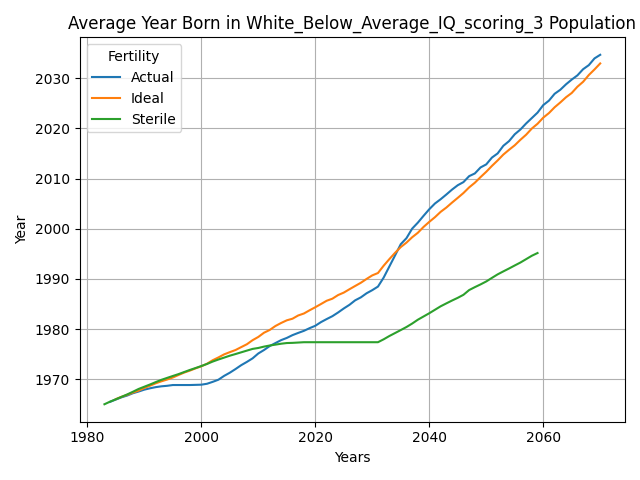 Average Year Born in White_Below_Average_IQ_scoring_3 Population
Fertility
Actual
Ideal
Sterile
2030
2020
2010
2000
1990
1980
1970
Year
1980
2000
2020
2040
2060
Years